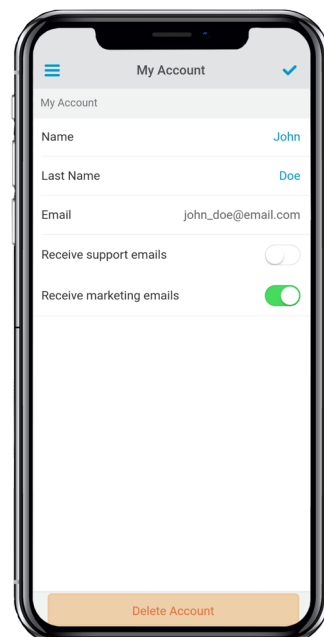 My Account
My Account
Name John
Last Name Doe
Email john_doe@email.com
Receive support emails
Receive marketing emails
Delete Account